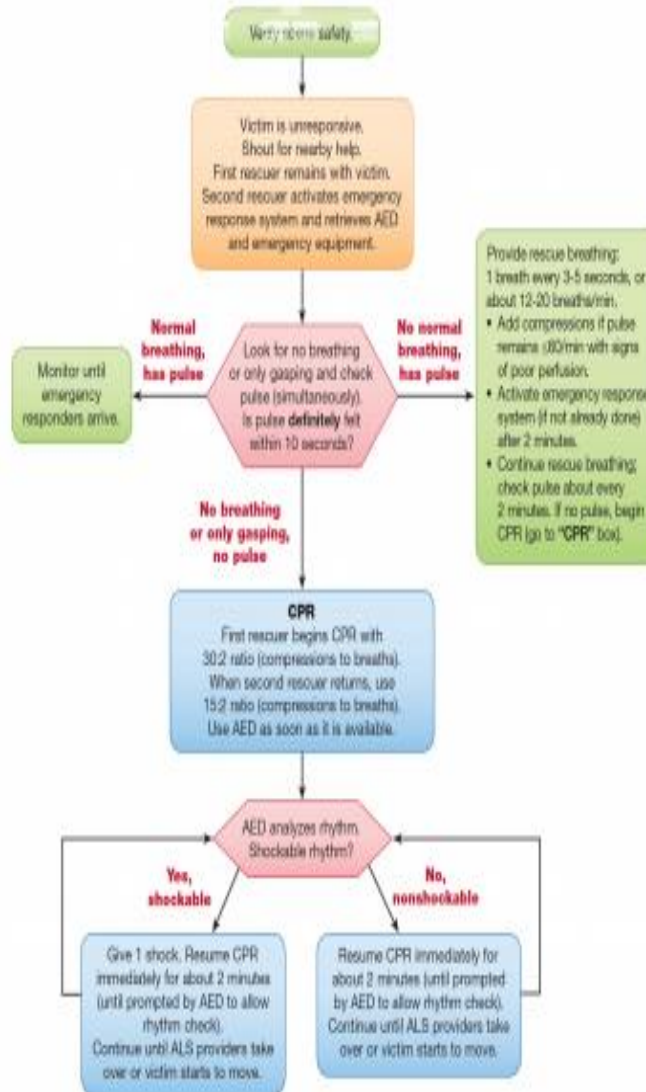 Verify scene safety.
Victim is unresponsive.
Shout for nearby help.
First rescuer remains with victim.
Second rescuer activates emergency
response system and retrieves AED
and emergency equipment.
Normal
breathing,
has pulse
Look for no breathing
or only gasping and check
pulse (simultaneously).
Is pulse definitely felt
within 10 seconds?
No normal
breathing,
has pulse
Monitor until
emergency
responders arrive.
Provide rescue breathing:
1 breath every 3-5 seconds, or
about 12-20 breaths/min.
• Add compressions if pulse
remains ≤60/min with signs
of poor perfusion.
• Activate emergency response
system (if not already done)
after 2 minutes.
• Continue rescue breathing;
check pulse about every
2 minutes. If no pulse, begin
CPR (go to "CPR" box).
No breathing
or only gasping,
no pulse
CPR
First rescuer begins CPR with
30:2 ratio (compressions to breaths).
When second rescuer returns, use
15:2 ratio (compressions to breaths).
Use AED as soon as it is available.
AED analyzes rhythm.
Shockable rhythm?
Yes,
shockable
No,
nonshockable
Give 1 shock. Resume CPR
immediately for about 2 minutes
(until prompted by AED to allow
rhythm check).
Continue until ALS providers take
over or victim starts to move.
Resume CPR immediately for
about 2 minutes (until prompted
by AED to allow rhythm check).
Continue until ALS providers take
over or victim starts to move.